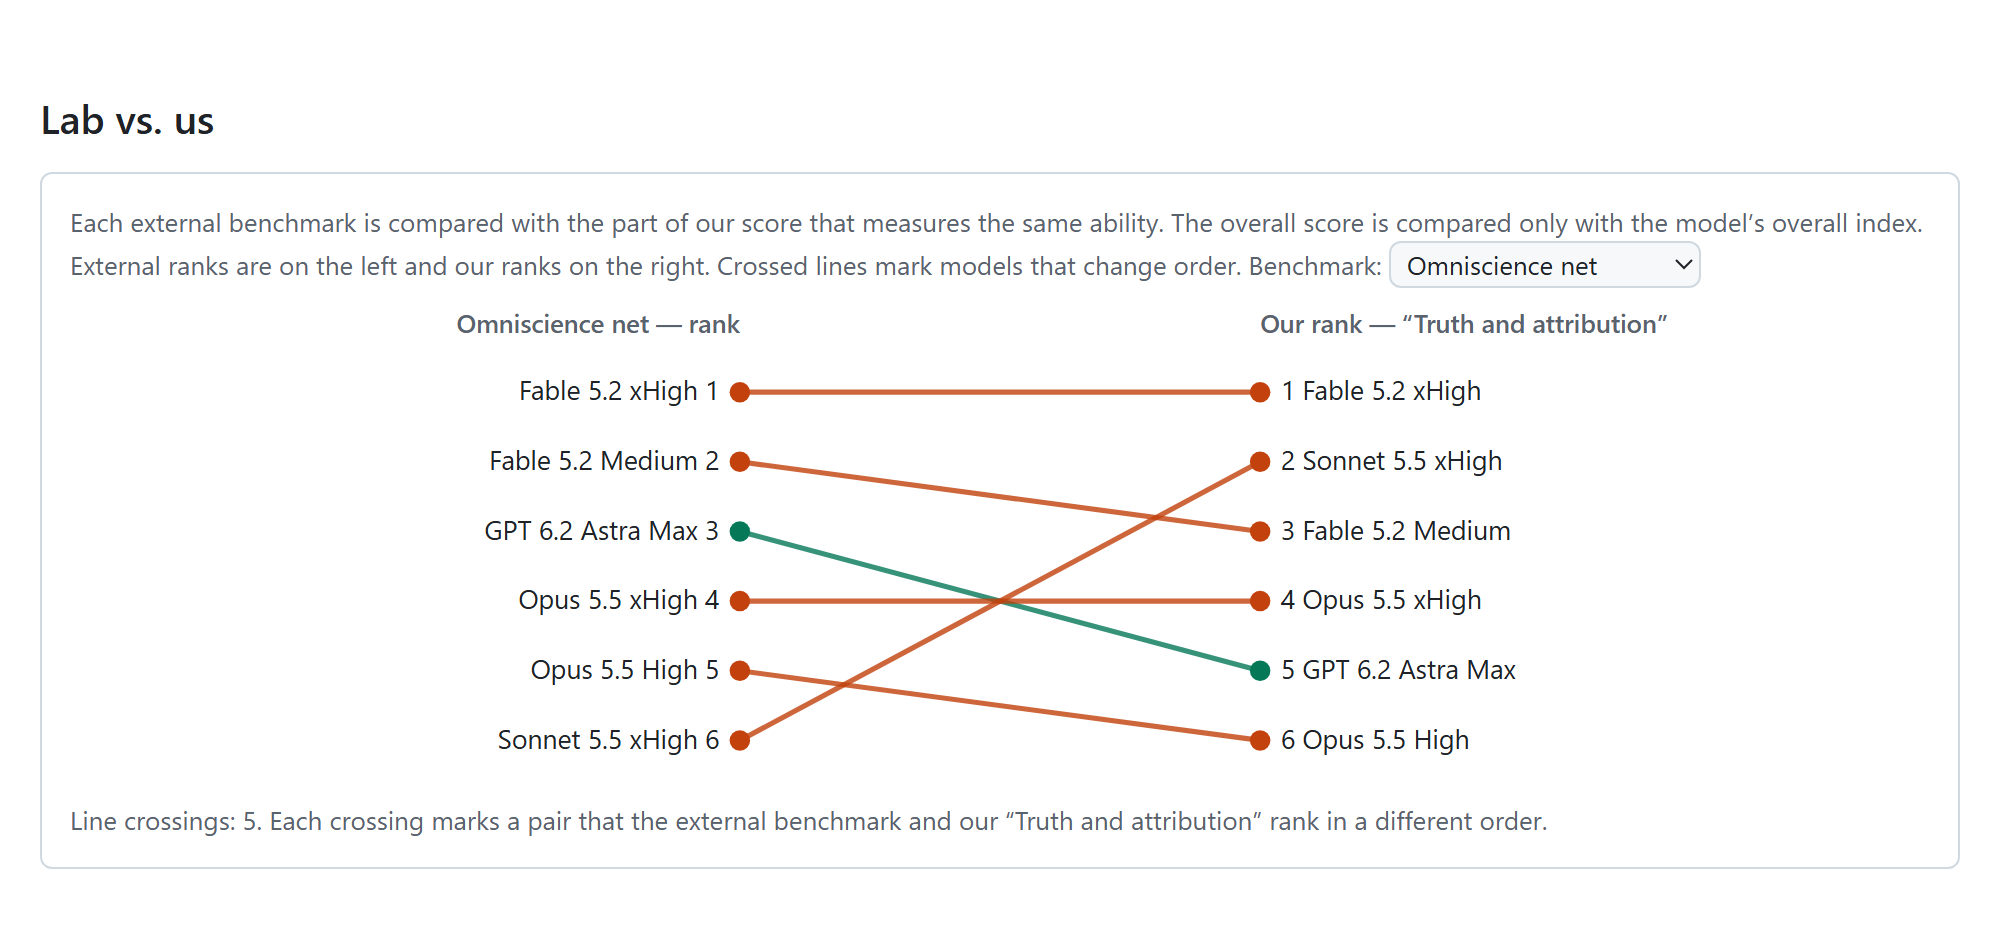 Lab vs. us
Each external benchmark is compared with the part of our score that measures the same ability. The overall score is compared only with the model’s overall index.
External ranks are on the left and our ranks on the right. Crossed lines mark models that change order. Benchmark: Omniscience net
Omniscience net — rank
Our rank — “Truth and attribution”
Fable 5.2 xHigh 1
1 Fable 5.2 xHigh
Fable 5.2 Medium 2
2 Sonnet 5.5 xHigh
GPT 6.2 Astra Max 3
3 Fable 5.2 Medium
Opus 5.5 xHigh 4
4 Opus 5.5 xHigh
Opus 5.5 High 5
5 GPT 6.2 Astra Max
Sonnet 5.5 xHigh 6
6 Opus 5.5 High
Line crossings: 5. Each crossing marks a pair that the external benchmark and our “Truth and attribution” rank in a different order.